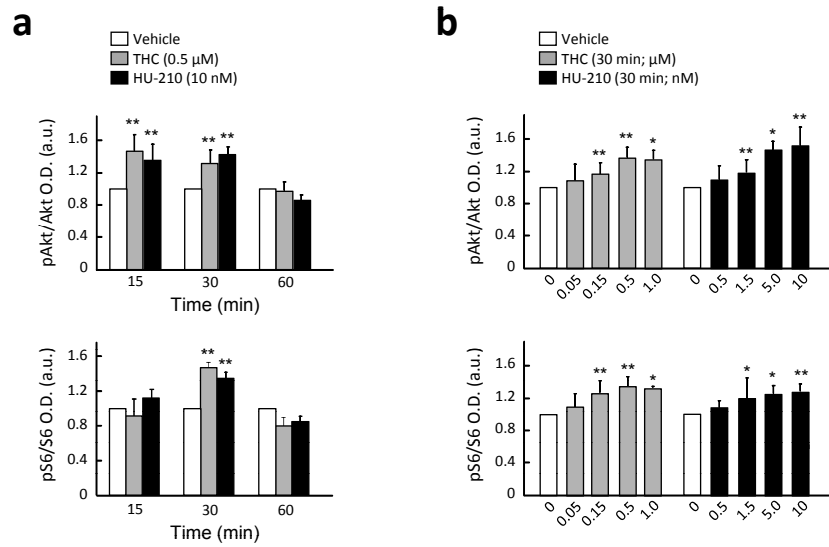 a
Vehicle
THC (0.5 µM)
HU-210 (10 nM)
pAkt/Akt O.D. (a.u.)
1.6
1.2
0.8
0.4
0
** ** ** **
15 30 60
Time (min)
pS6/S6 O.D. (a.u.)
1.6
1.2
0.8
0.4
0
** **
15 30 60
Time (min)
b
Vehicle
THC (30 min; µM)
HU-210 (30 min; nM)
pAkt/Akt O.D. (a.u.)
1.6
1.2
0.8
0.4
0
** ** * ** * **
0 0.05 0.15 0.5 1.0 0 0.5 1.5 5.0 10
pS6/S6 O.D. (a.u.)
1.6
1.2
0.8
0.4
0
** ** * * * **
0 0.05 0.15 0.5 1.0 0 0.5 1.5 5.0 10